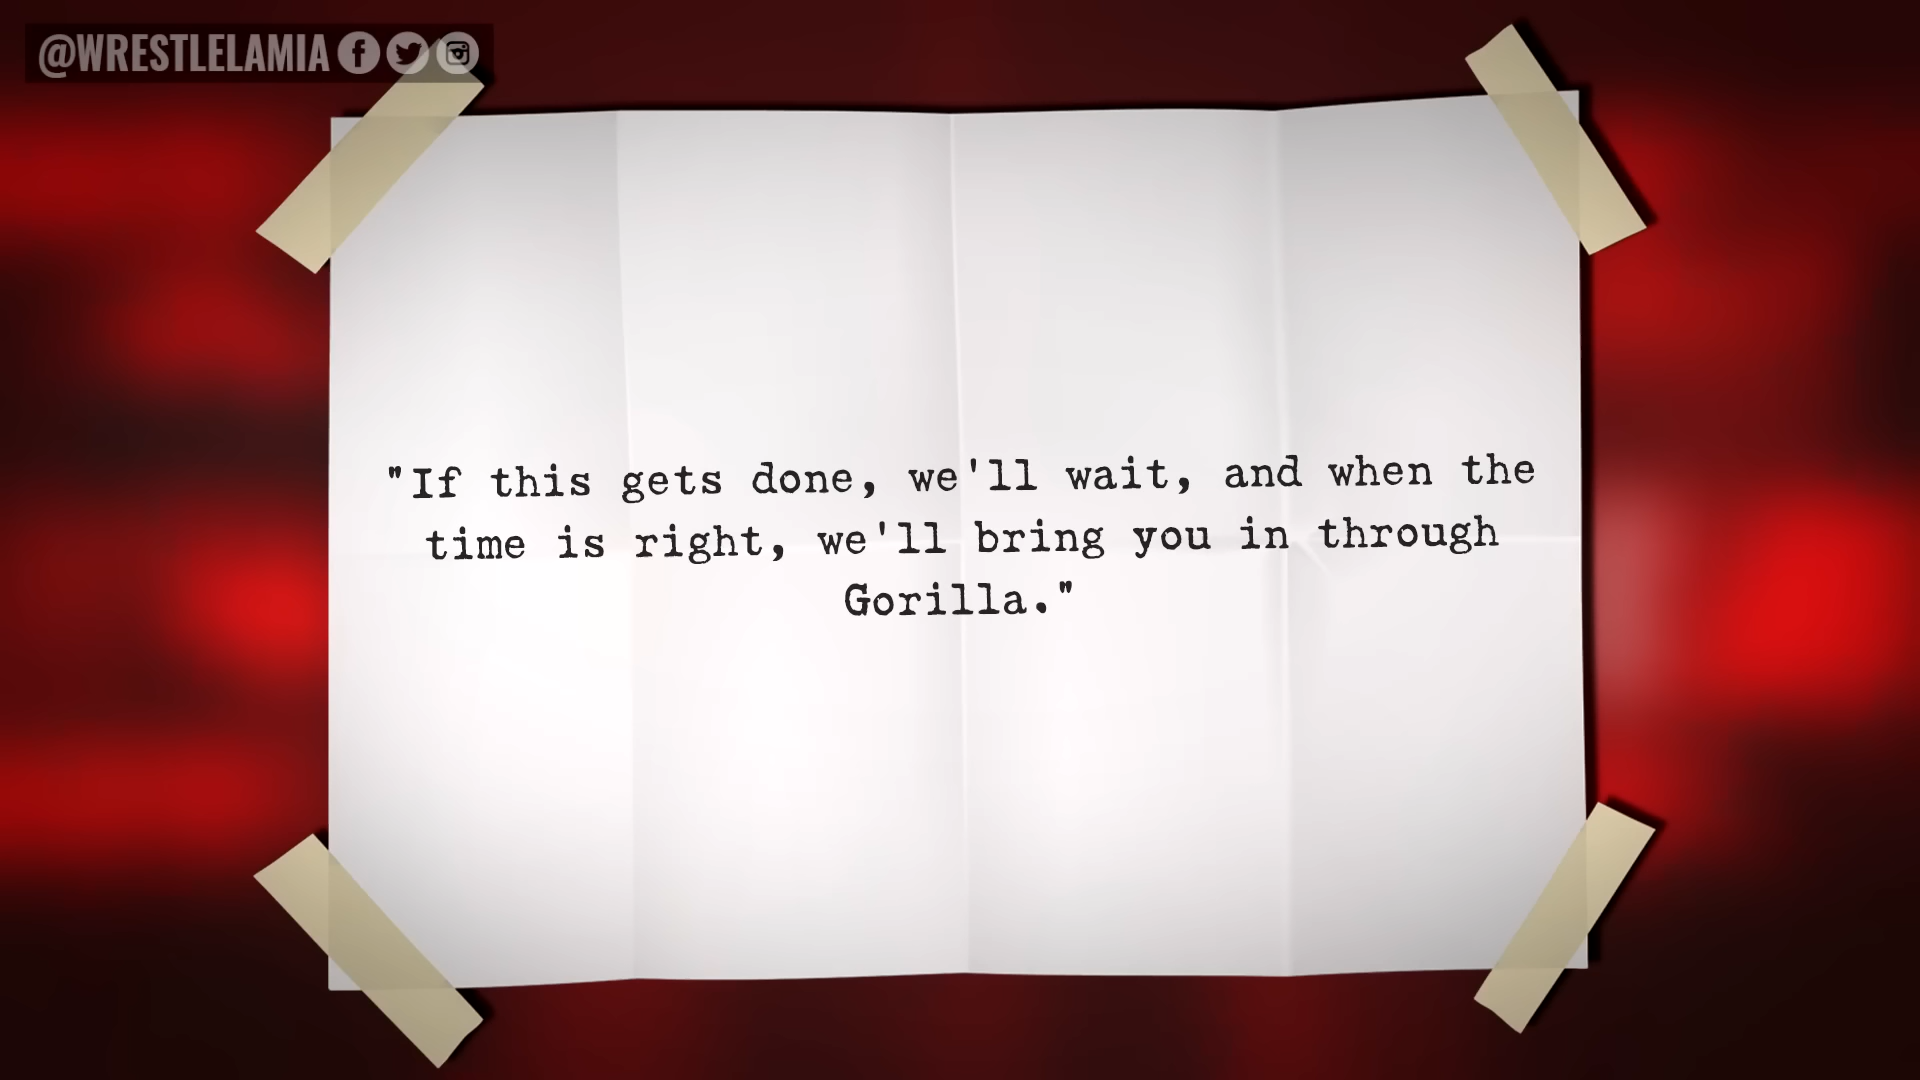 @WRESTLELAMIA
"If this gets done, we'll wait, and when the
time is right, we'll bring you in through
Gorilla."